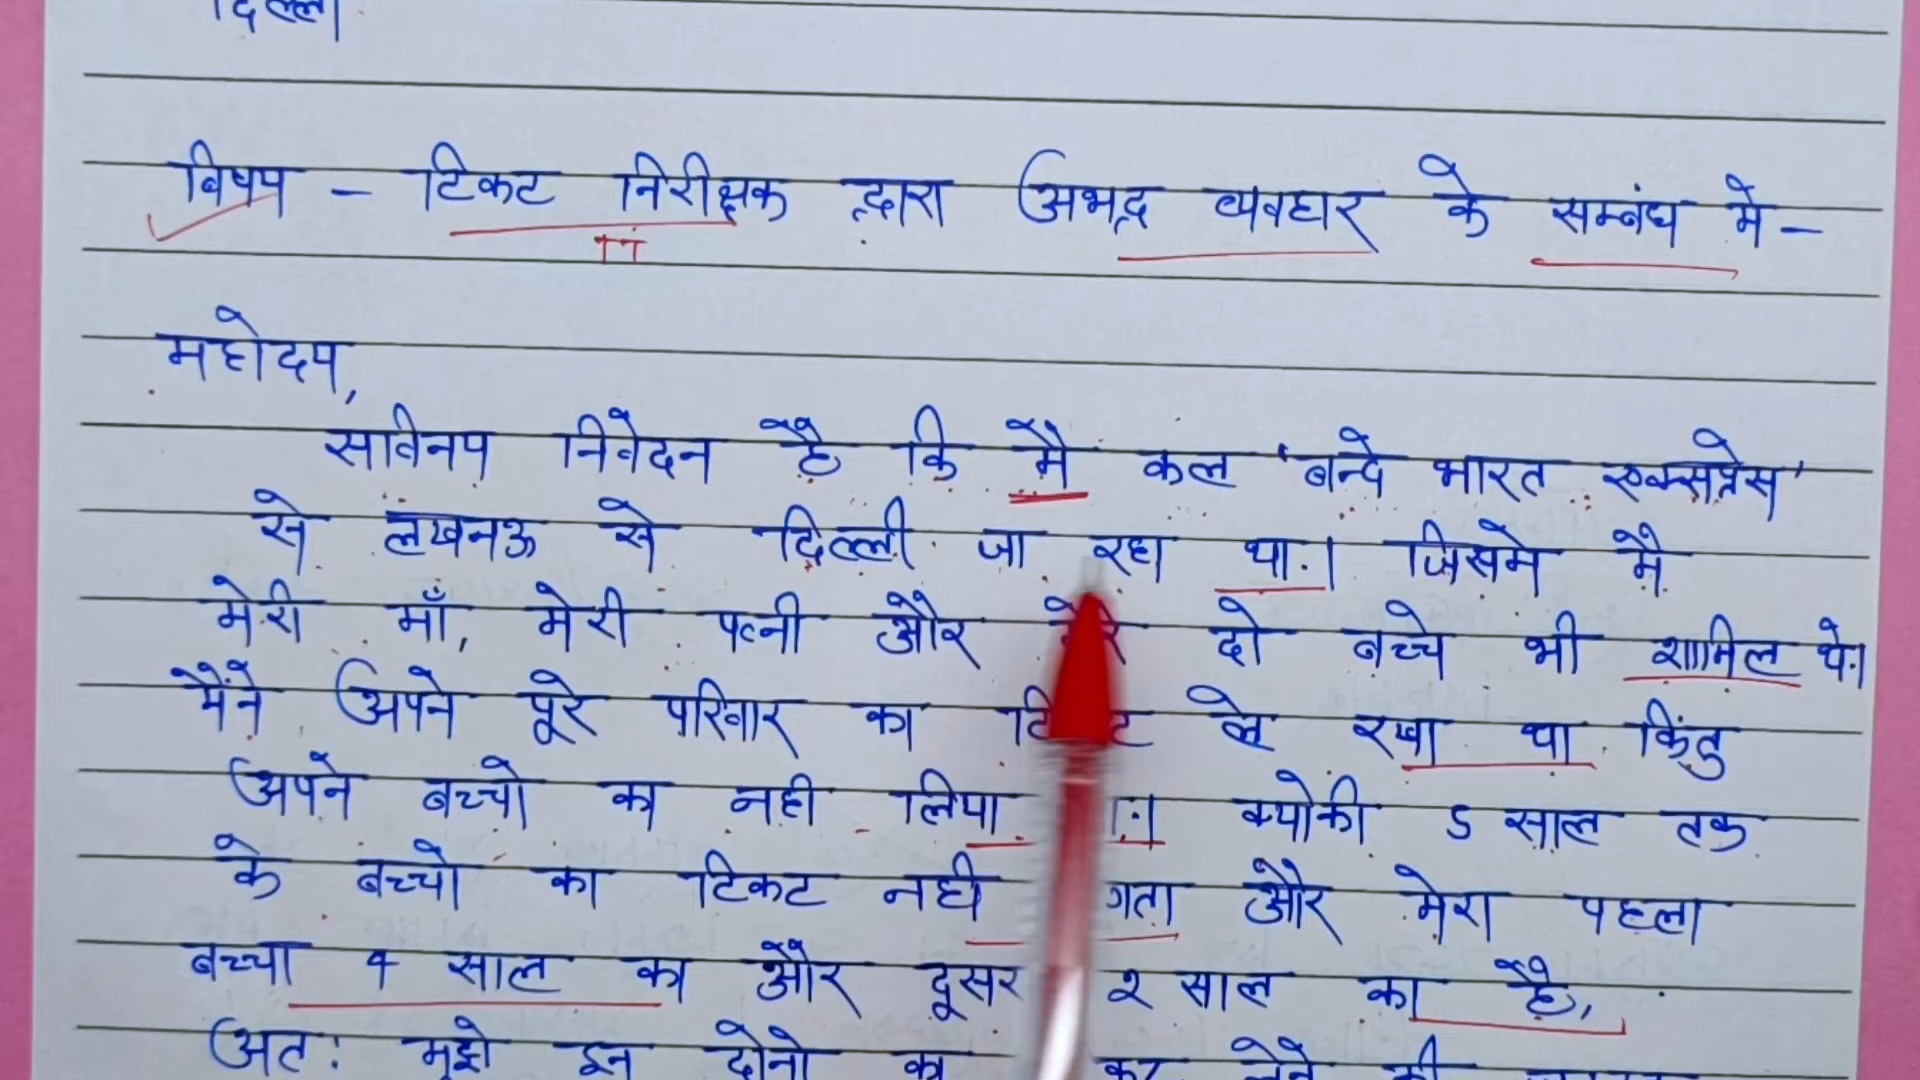 दिल्ली
विषय - टिकट निरीक्षक द्वारा अभद्र व्यवहार के सम्बंध मे-
TT
महोदय,
सविनय निवेदन है कि मै कल 'बन्दे भारत एक्सप्रेस'
से लखनऊ से दिल्ली जा रहा था। जिसमे मै
मेरी माँ, मेरी पत्नी और दो बच्चे भी शामिल थे।
मैंने अपने पूरे परिवार का ले रखा था किंतु
अपने बच्चो का नही लिया क्योकी 5 साल तक
के बच्चो का टिकट नही और मेरा पहला
बच्चा 4 साल का और 2 साल का है,
अतः मुझे इन दोनो का लेने की